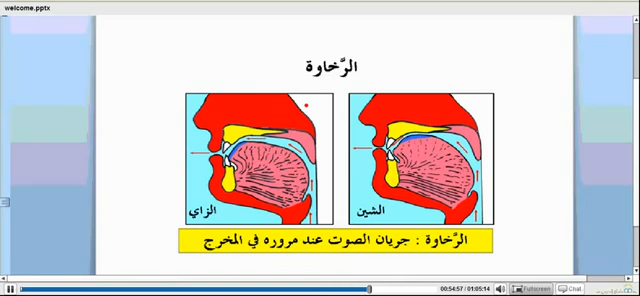 welcome.pptx
الرَّخاوة
الزاي
الشين
الرَّخاوة : جريان الصوت عند مروره في المخرج
00:54:57 / 01:05:14
Fullscreen
Chat